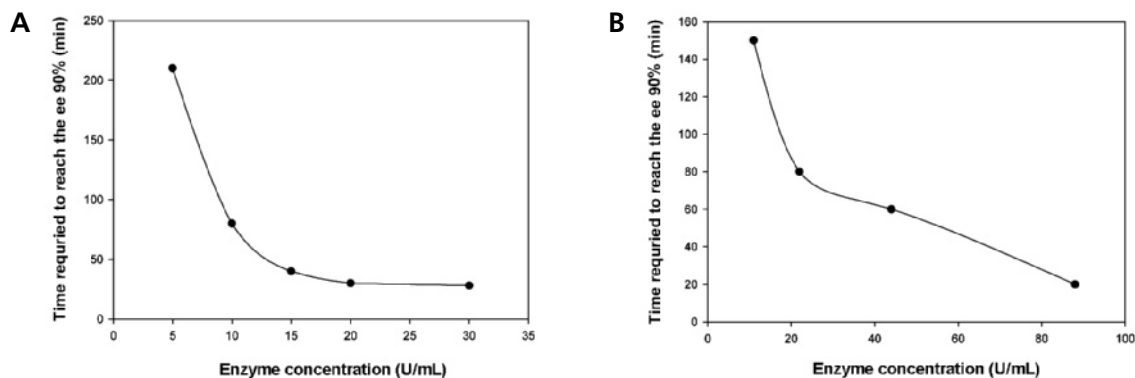 A
Time requried to reach the ee 90% (min)
250
200
150
100
50
0
0 5 10 15 20 25 30 35
Enzyme concentration (U/mL)
B
Time requried to reach the ee 90% (min)
160
140
120
100
80
60
40
20
0
0 20 40 60 80 100
Enzyme concentration (U/mL)